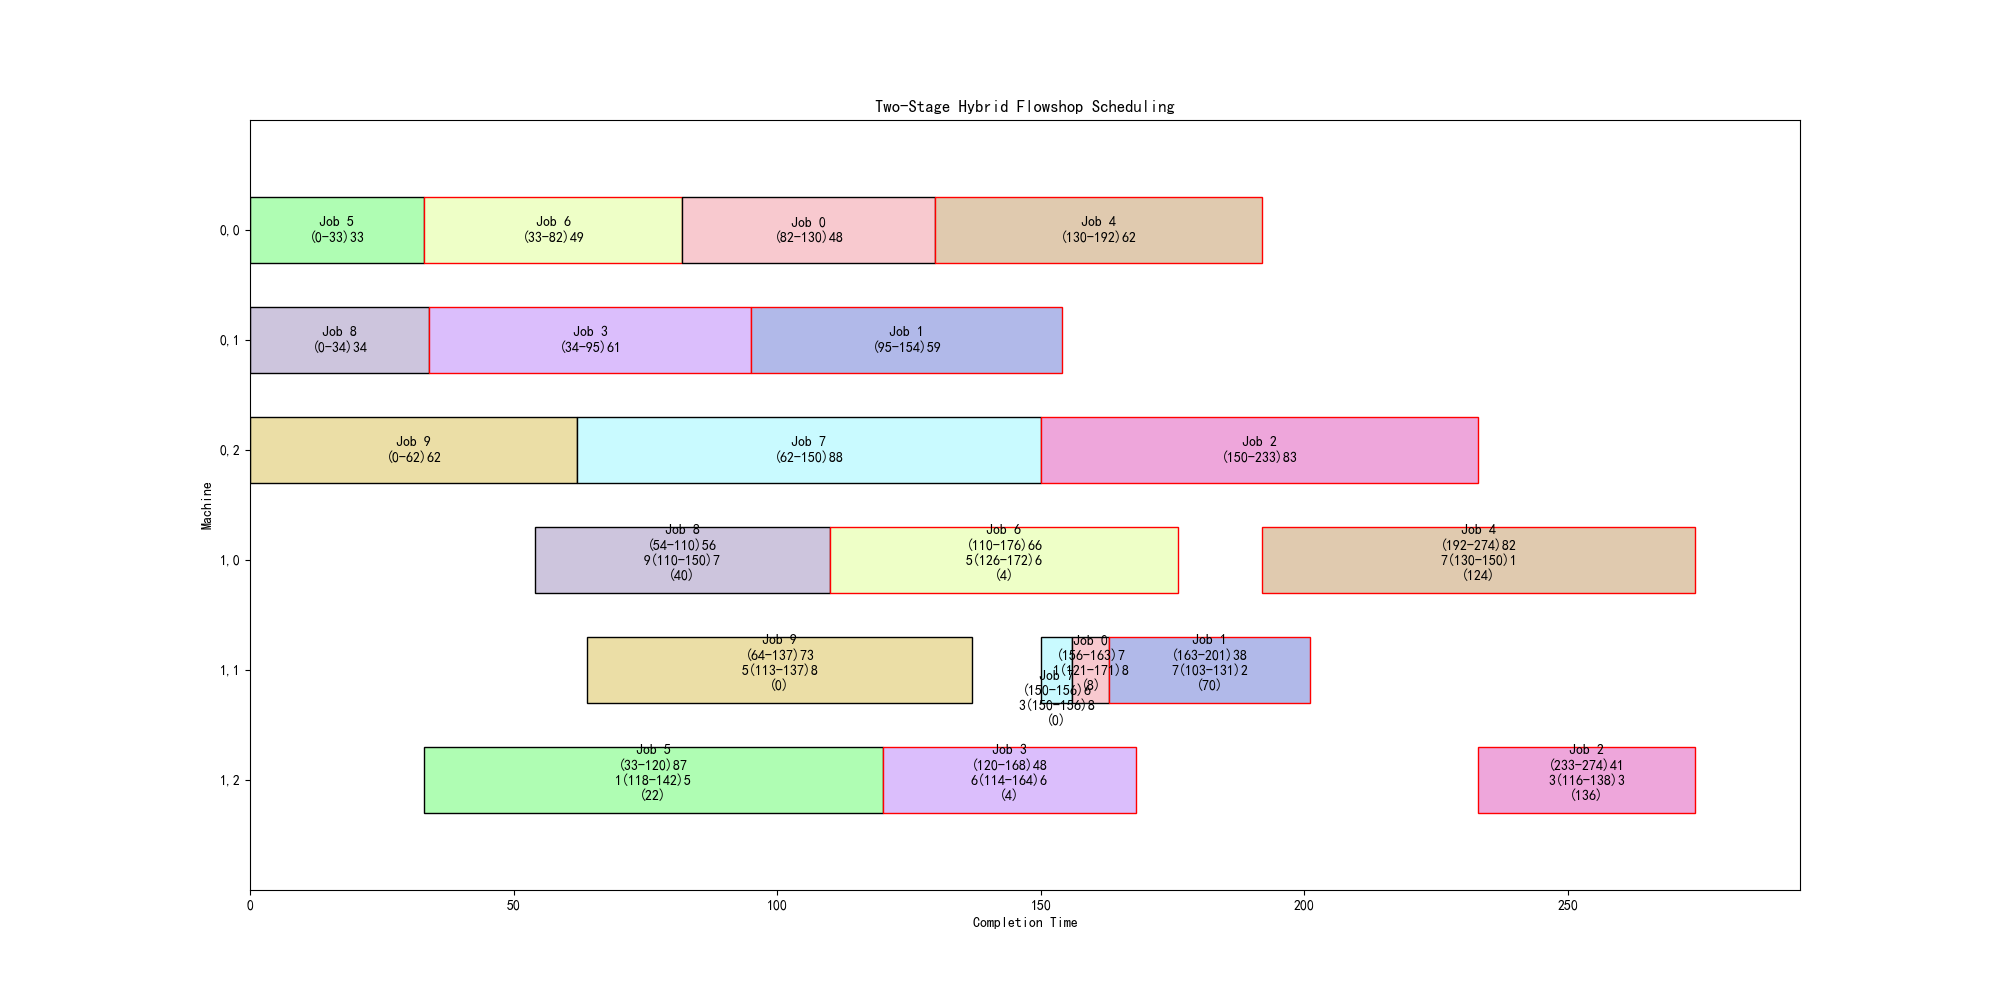 Two-Stage Hybrid Flowshop Scheduling
0,0
Job 5
(0-33)33
Job 6
(33-82)49
Job 0
(82-130)48
Job 4
(130-192)62
0,1
Job 8
(0-34)34
Job 3
(34-95)61
Job 1
(95-154)59
0,2
Job 9
(0-62)62
Job 7
(62-150)88
Job 2
(150-233)83
Machine
1,0
Job 8
(54-110)56
9(110-150)7
(40)
Job 6
(110-176)66
5(126-172)6
(4)
Job 4
(192-274)82
7(130-150)1
(124)
1,1
Job 9
(64-137)73
5(113-137)8
(0)
Job 7
(150-156)6
3(150-156)8
(0)
Job 0
(156-163)7
1(121-171)8
(8)
Job 1
(163-201)38
7(103-131)2
(70)
1,2
Job 5
(33-120)87
1(118-142)5
(22)
Job 3
(120-168)48
6(114-164)6
(4)
Job 2
(233-274)41
3(116-138)3
(136)
0
50
100
150
200
250
Completion Time